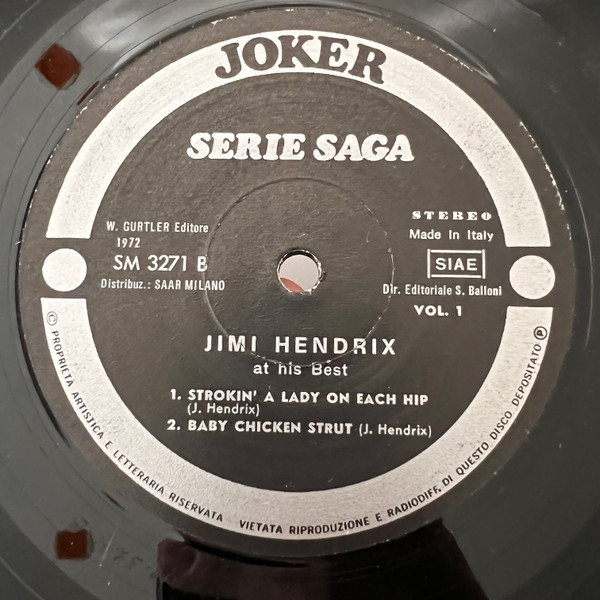 JOKER
SERIE SAGA
W. GURTLER Editore
1972
SM 3271 B
Distribuz.: SAAR MILANO
STEREO
Made In Italy
SIAE
Dir. Editoriale S. Balloni
VOL. 1
JIMI HENDRIX
at his Best
1. STROKIN' A LADY ON EACH HIP
(J. Hendrix)
2. BABY CHICKEN STRUT (J. Hendrix)
© PROPRIETA ARTISTICA E LETTERARIA RISERVATA VIETATA RIPRODUZIONE E RADIODIFF. DI QUESTO DISCO DEPOSITATO Ⓟ